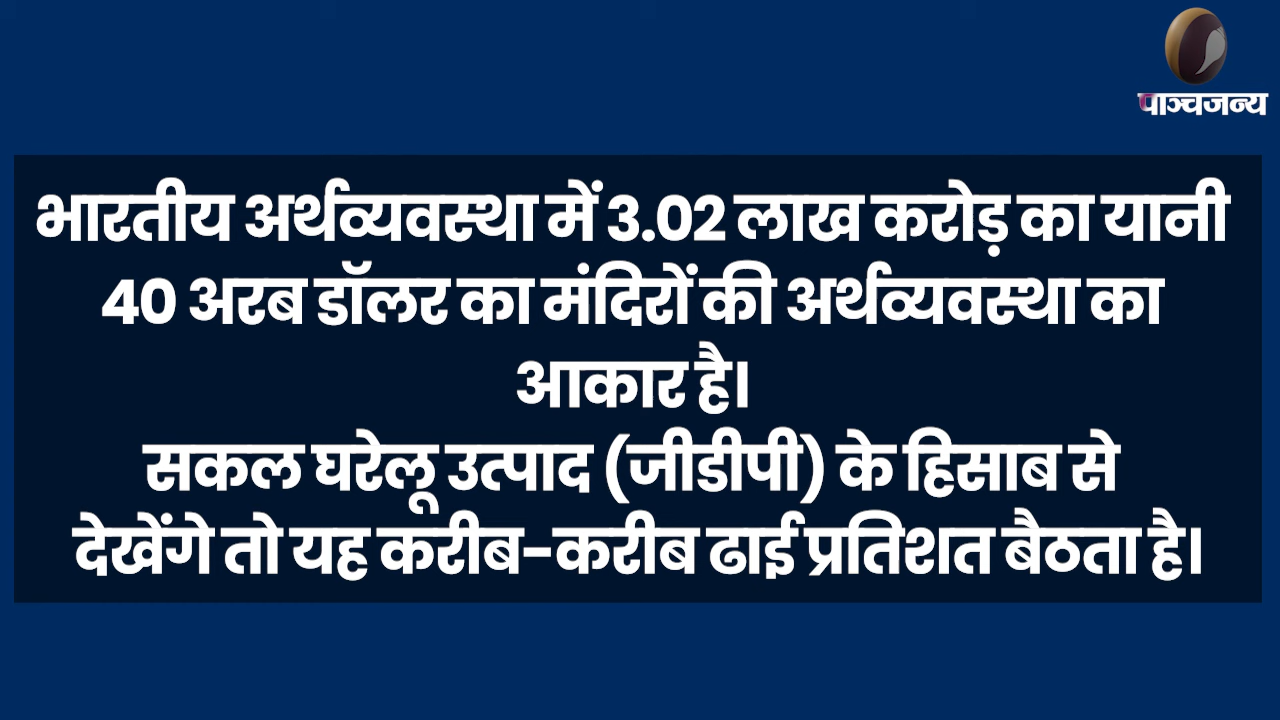 पाञ्चजन्य
भारतीय अर्थव्यवस्था में 3.02 लाख करोड़ का यानी
40 अरब डॉलर का मंदिरों की अर्थव्यवस्था का
आकार है।
सकल घरेलू उत्पाद (जीडीपी) के हिसाब से
देखेंगे तो यह करीब-करीब ढाई प्रतिशत बैठता है।